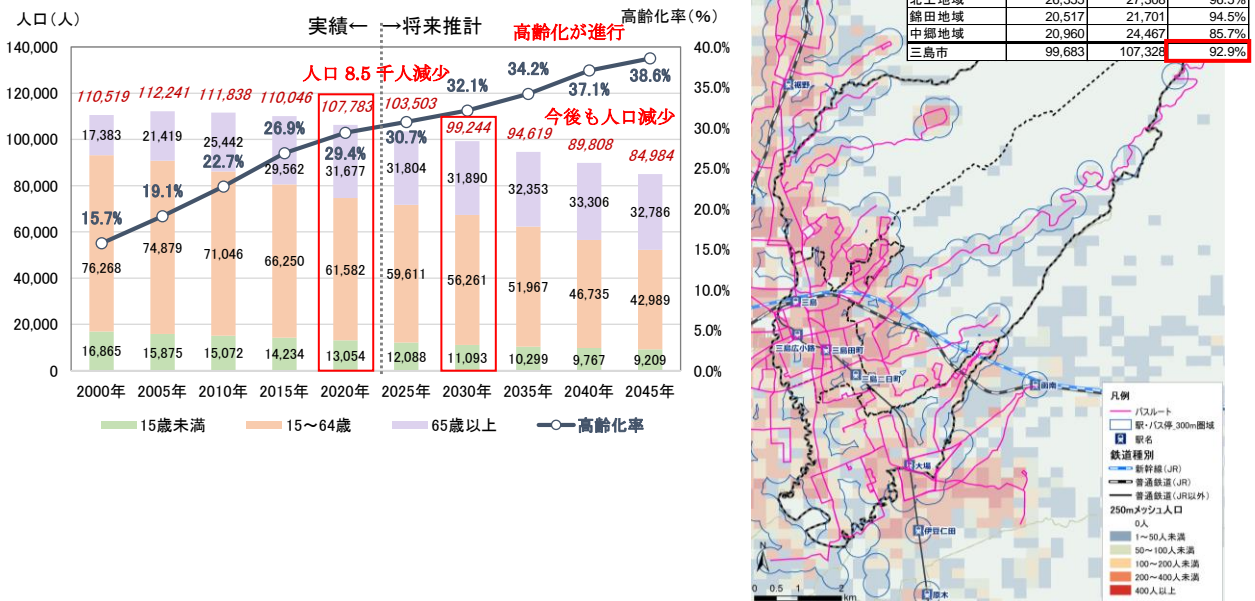 人口(人)
実績← →将来推計
高齢化率(%)
高齢化が進行
人口 8.5 千人減少
今後も人口減少
140,000
120,000
100,000
80,000
60,000
40,000
20,000
0
40.0%
35.0%
30.0%
25.0%
20.0%
15.0%
10.0%
5.0%
0.0%
110,519 112,241 111,838 110,046 107,783 103,503 99,244 94,619 89,808 84,984
15.7% 19.1% 22.7% 26.9% 29.4% 30.7% 32.1% 34.2% 37.1% 38.6%
17,383 21,419 25,442 29,562 31,677 31,804 31,890 32,353 33,306 32,786
76,268 74,879 71,046 66,250 61,582 59,611 56,261 51,967 46,735 42,989
16,865 15,875 15,072 14,234 13,054 12,088 11,093 10,299 9,767 9,209
2000年 2005年 2010年 2015年 2020年 2025年 2030年 2035年 2040年 2045年
15歳未満 15~64歳 65歳以上 高齢化率
錦田地域 20,517 21,701 94.5%
中郷地域 20,960 24,467 85.7%
三島市 99,683 107,328 92.9%
裾野
三島
三島広小路
三島田町
三島二日町
函南
大場
伊豆仁田
原木
凡例
バスルート
駅・バス停_300m圏域
駅名
鉄道種別
新幹線(JR)
普通鉄道(JR)
普通鉄道(JR以外)
250mメッシュ人口
0人
1~50人未満
50~100人未満
100~200人未満
200~400人未満
400人以上
N
0 0.5 1 2
km